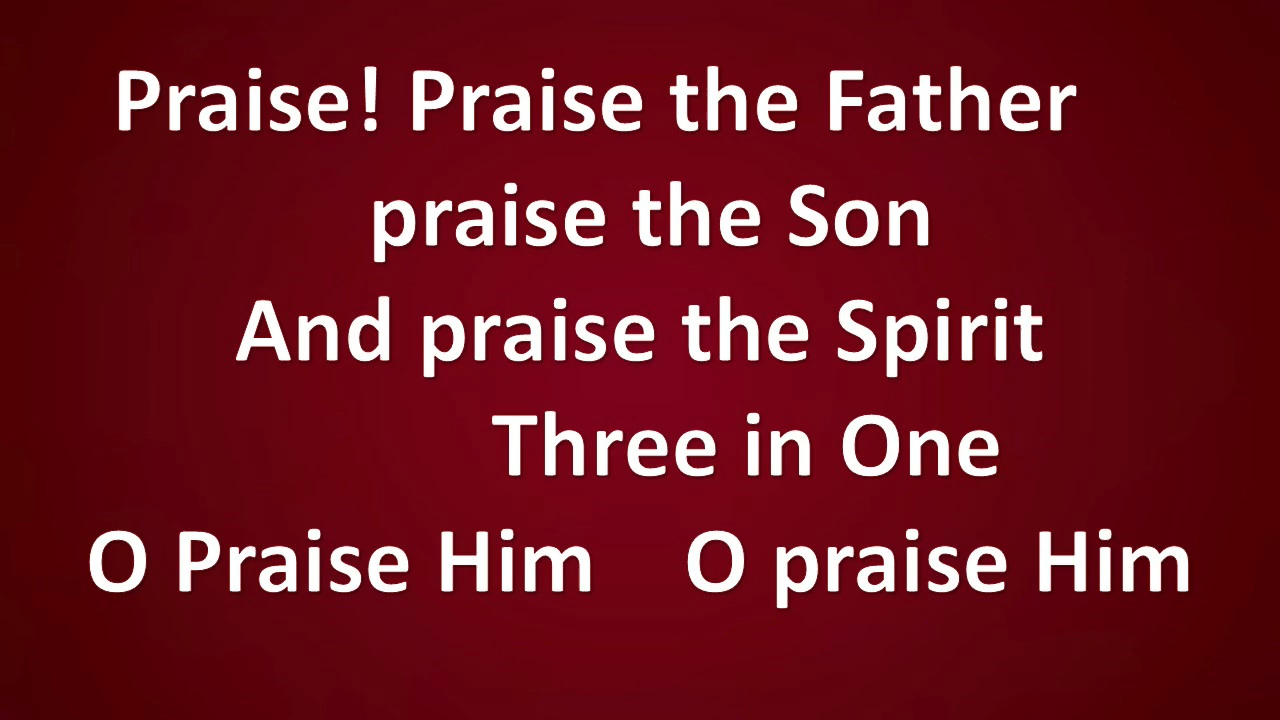 Praise! Praise the Father
praise the Son
And praise the Spirit
Three in One
O Praise Him O praise Him